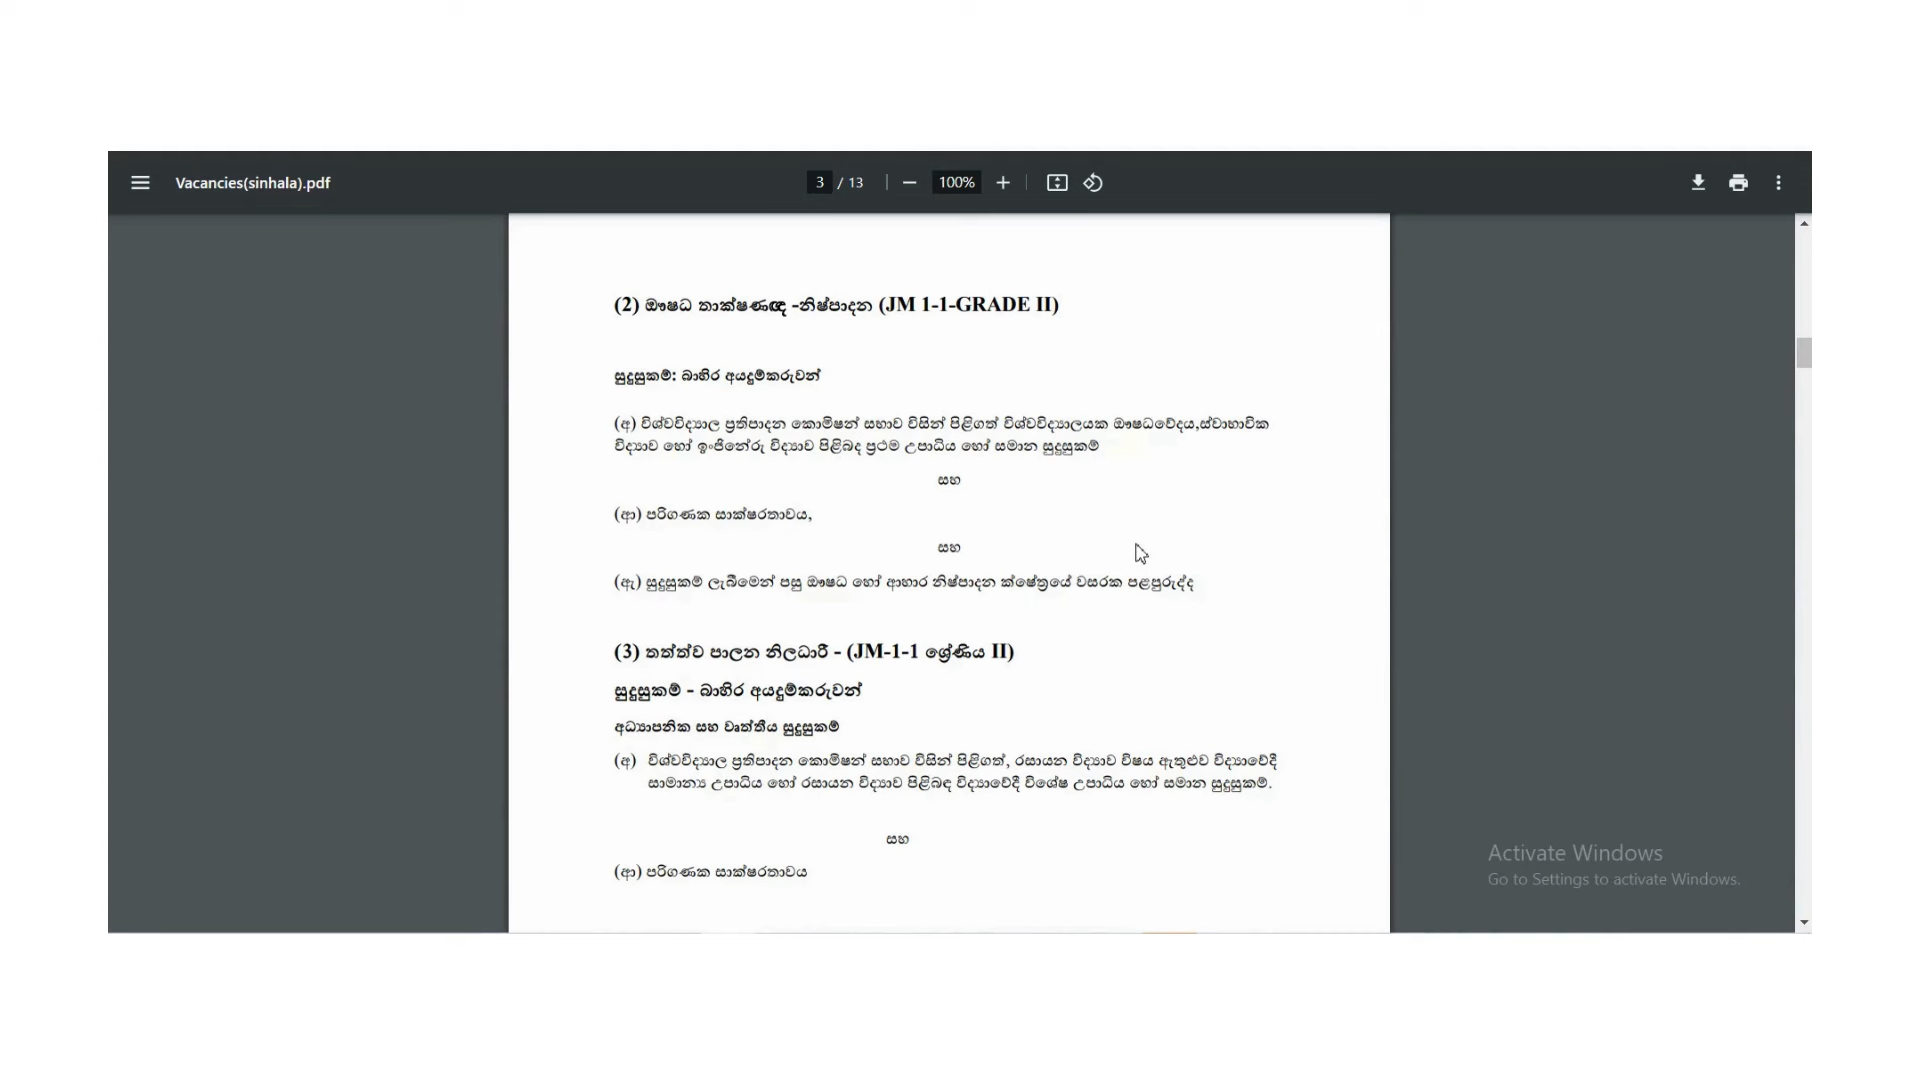 Vacancies(sinhala).pdf
3 / 13
100%
(2) ඖෂධ තාක්ෂණඥ -නිෂ්පාදන (JM 1-1-GRADE II)
සුදුසුකම්: බාහිර අයදුම්කරුවන්
(අ) විශ්වවිද්‍යාල ප්‍රතිපාදන කොමිෂන් සභාව විසින් පිළිගත් විශ්වවිද්‍යාලයක ඖෂධවේදය,ස්වාභාවික
විද්‍යාව හෝ ඉංජිනේරු විද්‍යාව පිළිබද ප්‍රථම උපාධිය හෝ සමාන සුදුසුකම්
සහ
(ආ) පරිගණක සාක්ෂරතාවය,
සහ
(ඇ) සුදුසුකම් ලැබීමෙන් පසු ඖෂධ හෝ ආහාර නිෂ්පාදන ක්ෂේත්‍රයේ වසරක පළපුරුද්ද
(3) තත්ත්ව පාලන නිලධාරී - (JM-1-1 ශ්‍රේණිය II)
සුදුසුකම් - බාහිර අයදුම්කරුවන්
අධ්‍යාපනික සහ වෘත්තීය සුදුසුකම්
(අ) විශ්වවිද්‍යාල ප්‍රතිපාදන කොමිෂන් සභාව විසින් පිළිගත්, රසායන විද්‍යාව විෂය ඇතුළුව විද්‍යාවේදී
සාමාන්‍ය උපාධිය හෝ රසායන විද්‍යාව පිළිබඳ විද්‍යාවේදී විශේෂ උපාධිය හෝ සමාන සුදුසුකම්.
සහ
(ආ) පරිගණක සාක්ෂරතාවය
Activate Windows
Go to Settings to activate Windows.